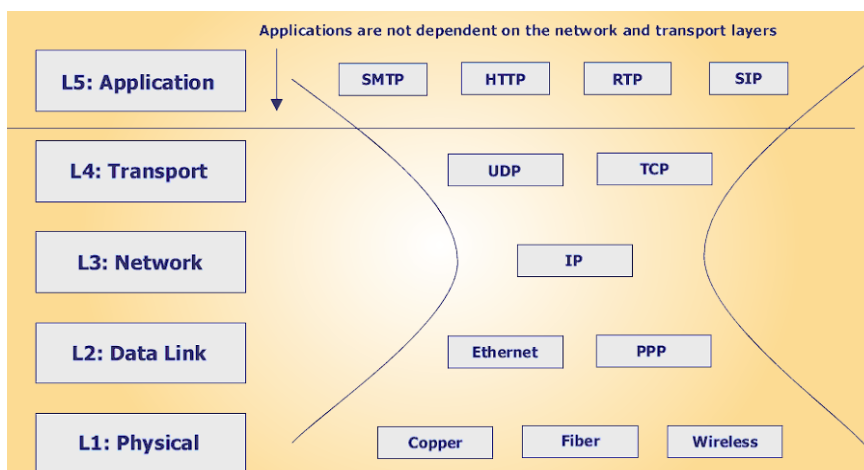 Applications are not dependent on the network and transport layers
L5: Application
SMTP
HTTP
RTP
SIP
L4: Transport
UDP
TCP
L3: Network
IP
L2: Data Link
Ethernet
PPP
L1: Physical
Copper
Fiber
Wireless